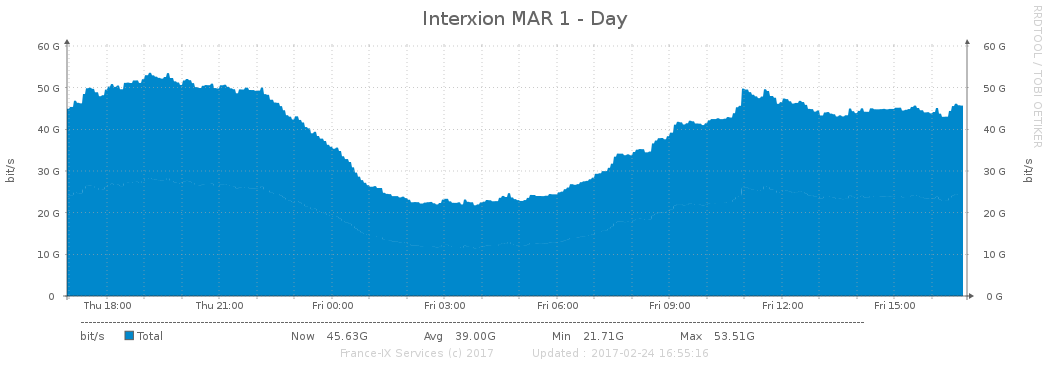 Interxion MAR 1 - Day
RRDTOOL / TOBI OETIKER
60 G 60 G
50 G 50 G
40 G 40 G
30 G 30 G
20 G 20 G
10 G 10 G
0 0 G
bit/s bit/s
Thu 18:00 Thu 21:00 Fri 00:00 Fri 03:00 Fri 06:00 Fri 09:00 Fri 12:00 Fri 15:00
bit/s Total Now 45.63G Avg 39.00G Min 21.71G Max 53.51G
France-IX Services (c) 2017 Updated : 2017-02-24 16:55:16